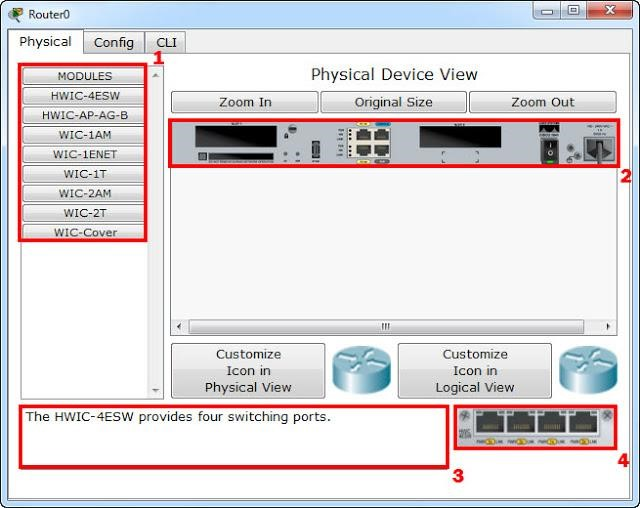 Router0
Physical Config CLI
1
MODULES
HWIC-4ESW
HWIC-AP-AG-B
WIC-1AM
WIC-1ENET
WIC-1T
WIC-2AM
WIC-2T
WIC-Cover
Physical Device View
Zoom In Original Size Zoom Out
2
Customize
Icon in
Physical View
Customize
Icon in
Logical View
The HWIC-4ESW provides four switching ports.
3
4